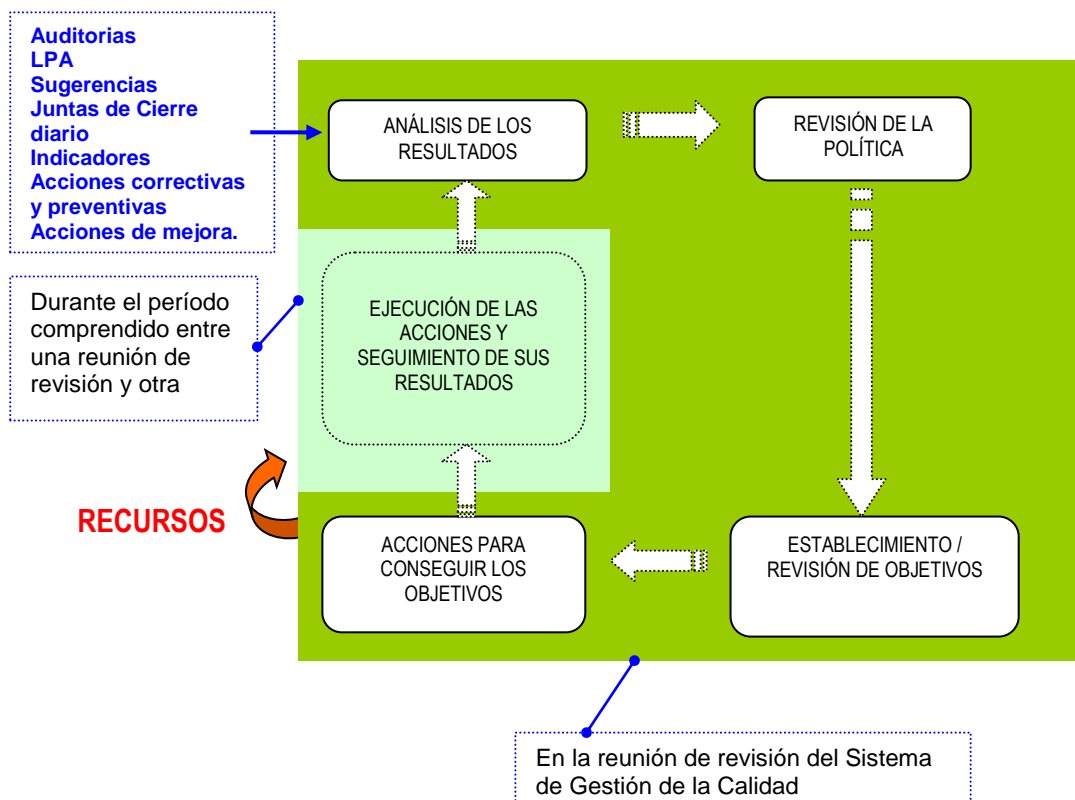 Auditorias
LPA
Sugerencias
Juntas de Cierre
diario
Indicadores
Acciones correctivas
y preventivas
Acciones de mejora.
ANÁLISIS DE LOS
RESULTADOS
REVISIÓN DE LA
POLÍTICA
Durante el período
comprendido entre
una reunión de
revisión y otra
EJECUCIÓN DE LAS
ACCIONES Y
SEGUIMIENTO DE SUS
RESULTADOS
RECURSOS
ACCIONES PARA
CONSEGUIR LOS
OBJETIVOS
ESTABLECIMIENTO /
REVISIÓN DE OBJETIVOS
En la reunión de revisión del Sistema
de Gestión de la Calidad